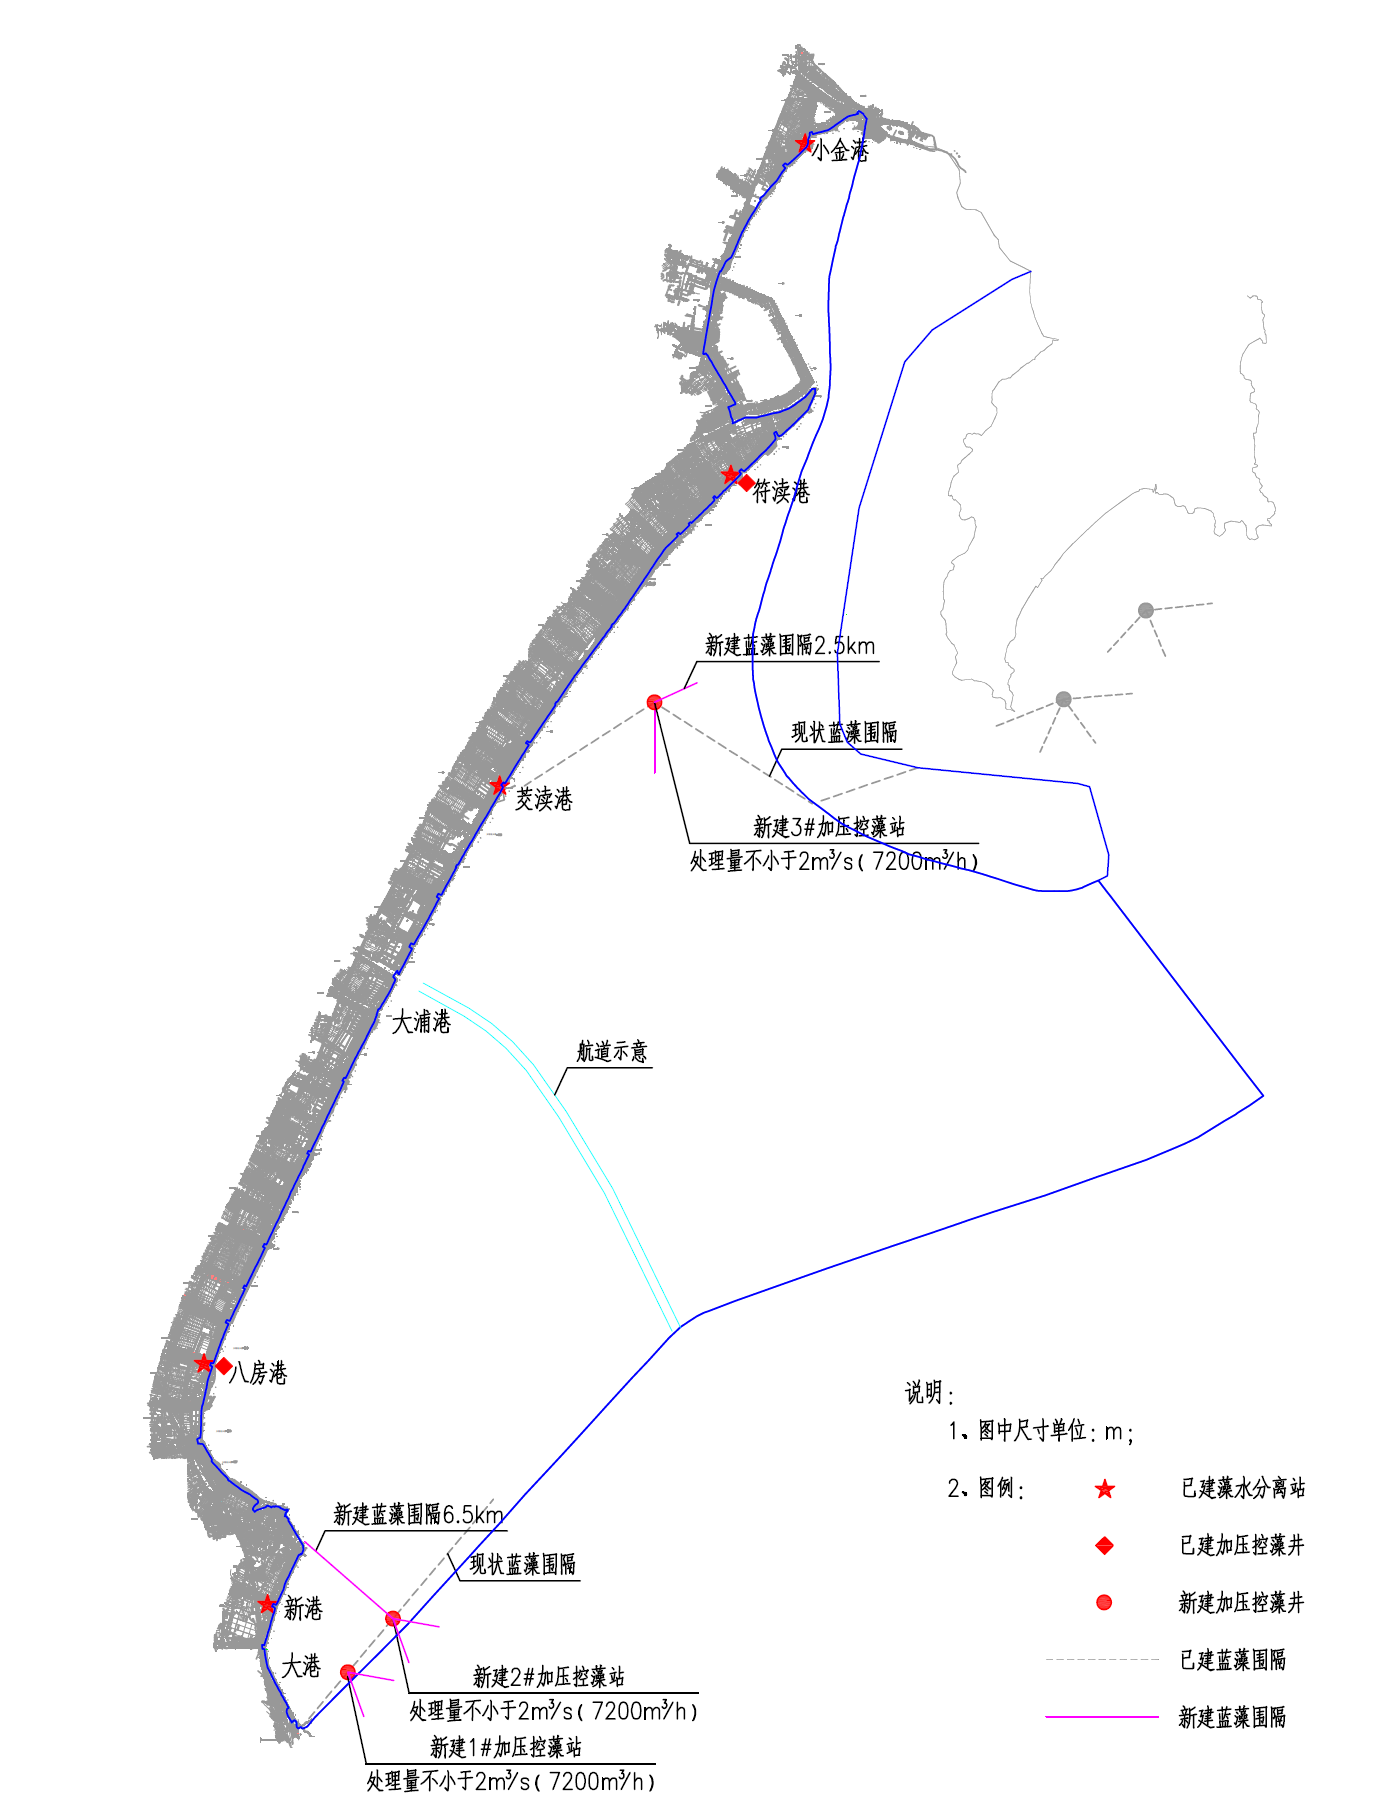 小金港
符渎港
新建蓝藻围隔2.5km
现状蓝藻围隔
茭渎港
新建3#加压控藻站
处理量不小于2m³/s(7200m³/h)
大浦港
航道示意
八房港
说明:
1、图中尺寸单位:m;
2、图例:
已建藻水分离站
已建加压控藻井
新建加压控藻井
已建蓝藻围隔
新建蓝藻围隔
新建蓝藻围隔6.5km
现状蓝藻围隔
新港
大港
新建2#加压控藻站
处理量不小于2m³/s(7200m³/h)
新建1#加压控藻站
处理量不小于2m³/s(7200m³/h)